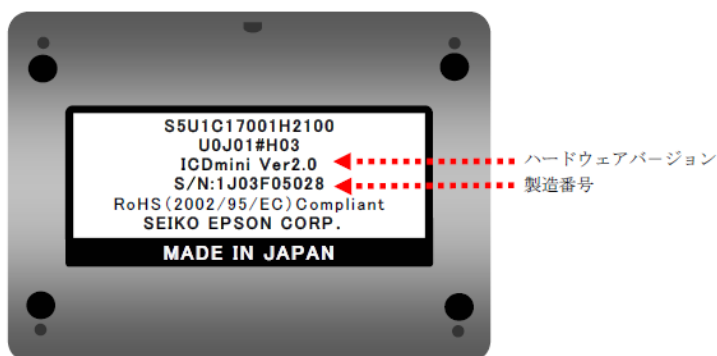 S5U1C17001H2100
U0J01#H03
ICDmini Ver2.0
S/N:1J03F05028
RoHS(2002/95/EC)Compliant
SEIKO EPSON CORP.
MADE IN JAPAN
ハードウェアバージョン
製造番号